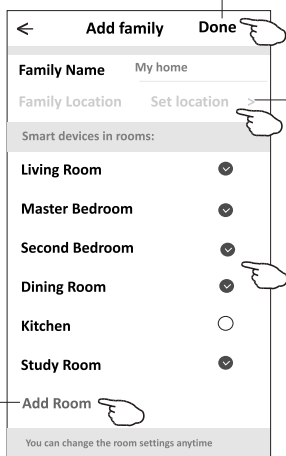 ← Add family Done
Family Name My home
Family Location Set location >
Smart devices in rooms:
Living Room
Master Bedroom
Second Bedroom
Dining Room
Kitchen
Study Room
Add Room
You can change the room settings anytime